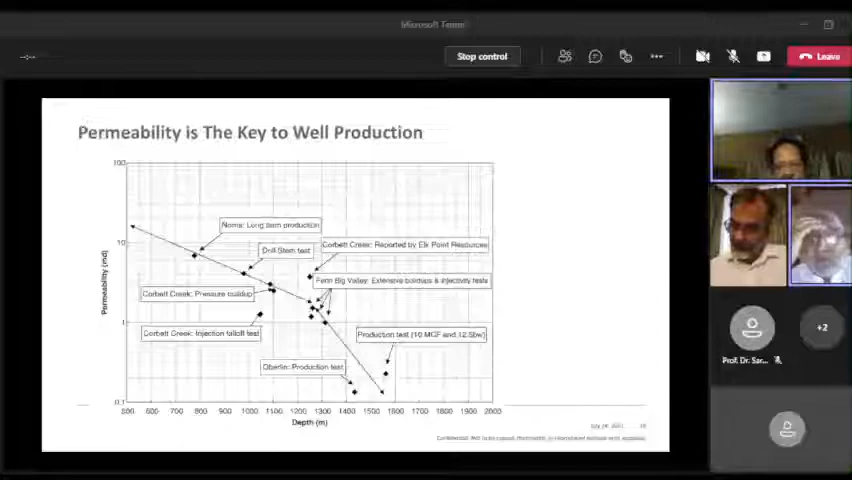 Microsoft Teams
-:-
Stop control
Leave
Permeability is The Key to Well Production
100
Norris: Long term production
Drill Stem test
Corbett Creek: Reported by Elk Point Resources
10
Fenn Big Valley: Extensive buildups & injectivity tests
Permeability (md)
Corbett Creek: Pressure buildup
1
Corbett Creek: Injection falloff test
Production test (10 MCF and 12.5bw)
Oberlin: Production test
0.1
500 600 700 800 900 1000 1100 1200 1300 1400 1500 1600 1700 1800 1900 2000
Depth (m)
+2
Prof. Dr. Sar...